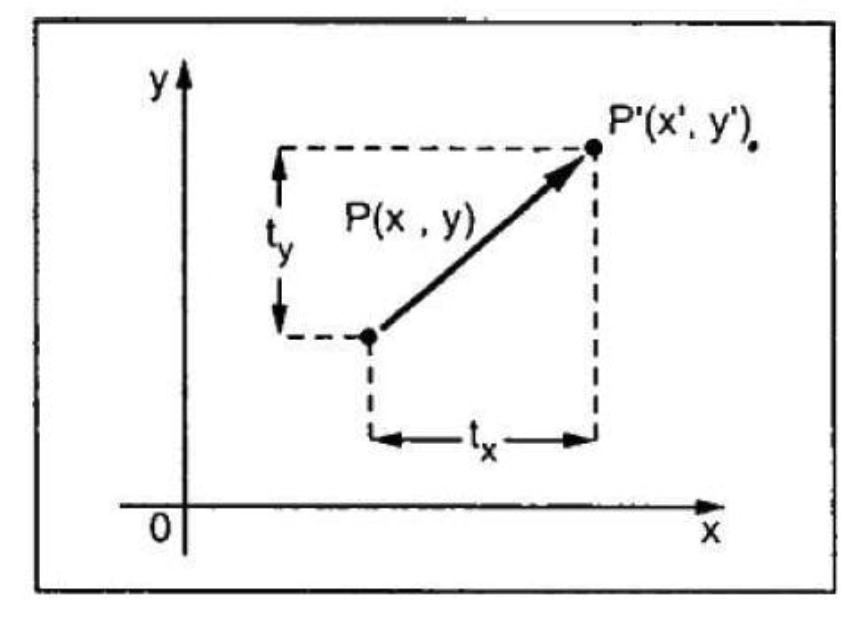 y
P'(x', y')
P(x , y)
t_y
t_x
0
x